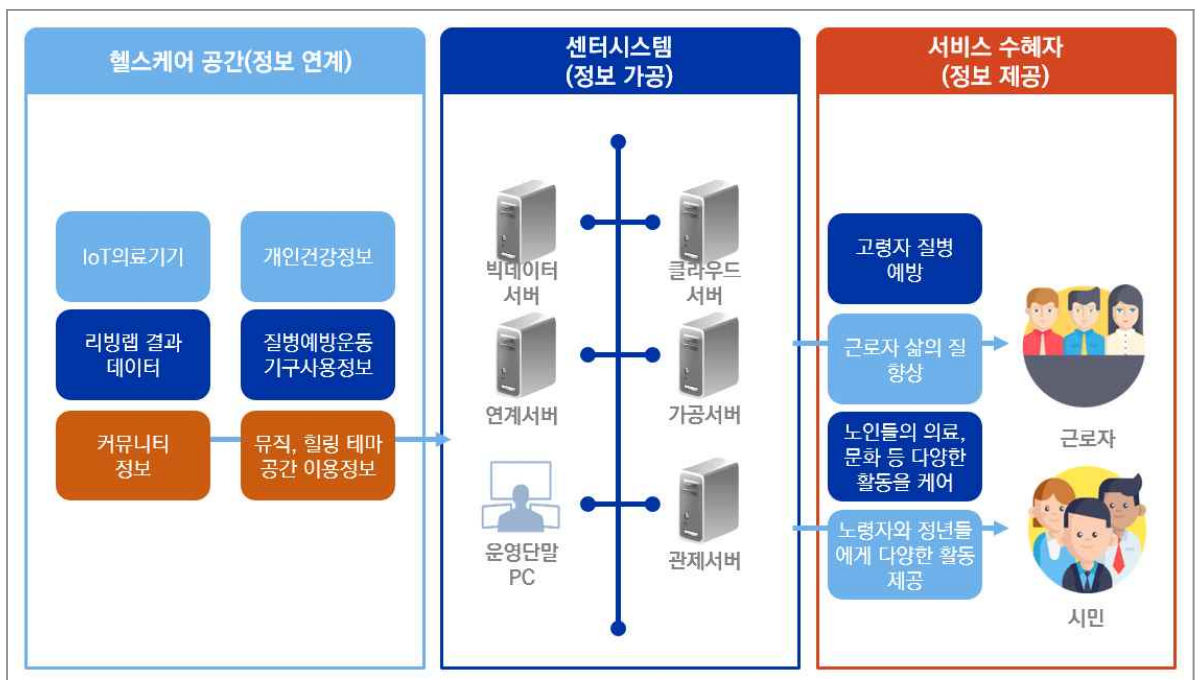 헬스케어 공간(정보 연계)
IoT의료기기
개인건강정보
리빙랩 결과
데이터
질병예방운동
기구사용정보
커뮤니티
정보
뮤직, 힐링 테마
공간 이용정보
센터시스템
(정보 가공)
빅데이터
서버
클라우드
서버
연계서버
가공서버
운영단말
PC
관제서버
서비스 수혜자
(정보 제공)
고령자 질병
예방
근로자 삶의 질
향상
노인들의 의료,
문화 등 다양한
활동을 케어
노령자와 정년들
에게 다양한 활동
제공
근로자
시민